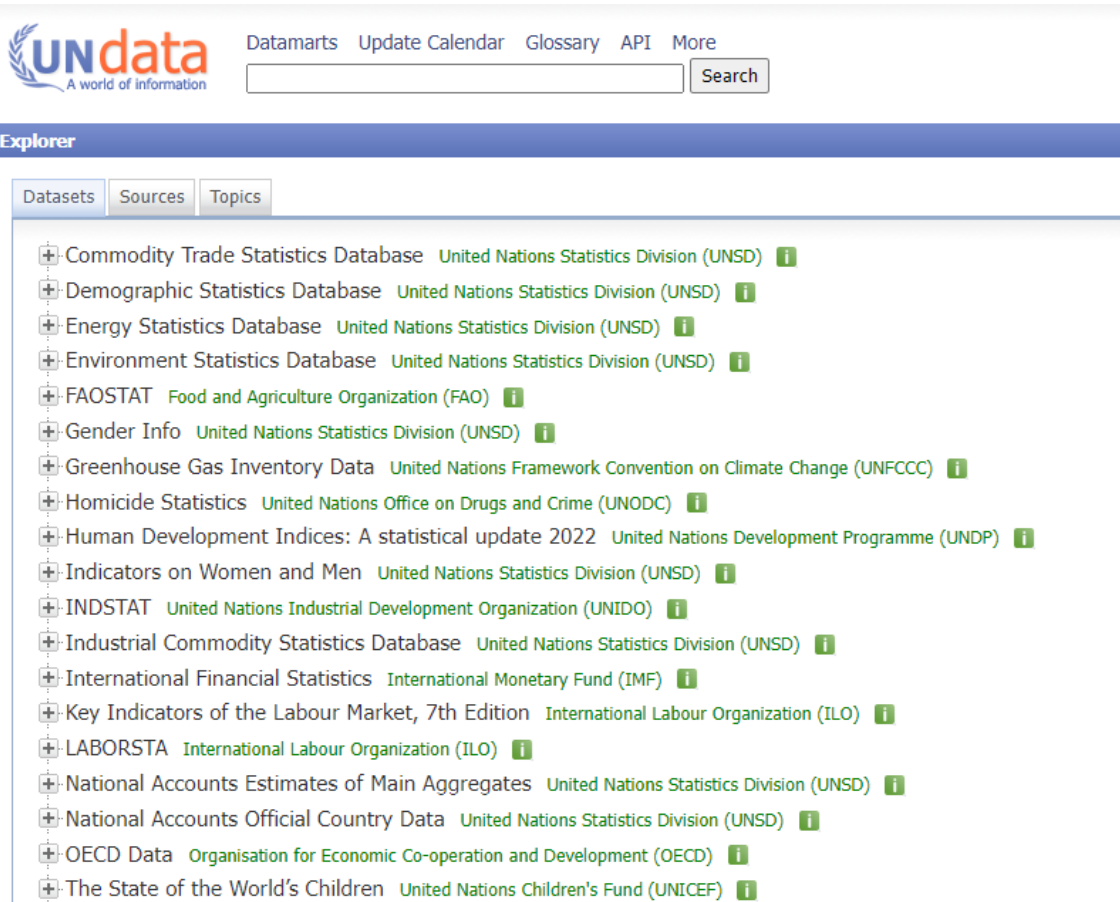 UNdata
A world of information
Datamarts Update Calendar Glossary API More
Search
Explorer
Datasets Sources Topics
Commodity Trade Statistics Database United Nations Statistics Division (UNSD)
Demographic Statistics Database United Nations Statistics Division (UNSD)
Energy Statistics Database United Nations Statistics Division (UNSD)
Environment Statistics Database United Nations Statistics Division (UNSD)
FAOSTAT Food and Agriculture Organization (FAO)
Gender Info United Nations Statistics Division (UNSD)
Greenhouse Gas Inventory Data United Nations Framework Convention on Climate Change (UNFCCC)
Homicide Statistics United Nations Office on Drugs and Crime (UNODC)
Human Development Indices: A statistical update 2022 United Nations Development Programme (UNDP)
Indicators on Women and Men United Nations Statistics Division (UNSD)
INDSTAT United Nations Industrial Development Organization (UNIDO)
Industrial Commodity Statistics Database United Nations Statistics Division (UNSD)
International Financial Statistics International Monetary Fund (IMF)
Key Indicators of the Labour Market, 7th Edition International Labour Organization (ILO)
LABORSTA International Labour Organization (ILO)
National Accounts Estimates of Main Aggregates United Nations Statistics Division (UNSD)
National Accounts Official Country Data United Nations Statistics Division (UNSD)
OECD Data Organisation for Economic Co-operation and Development (OECD)
The State of the World’s Children United Nations Children's Fund (UNICEF)